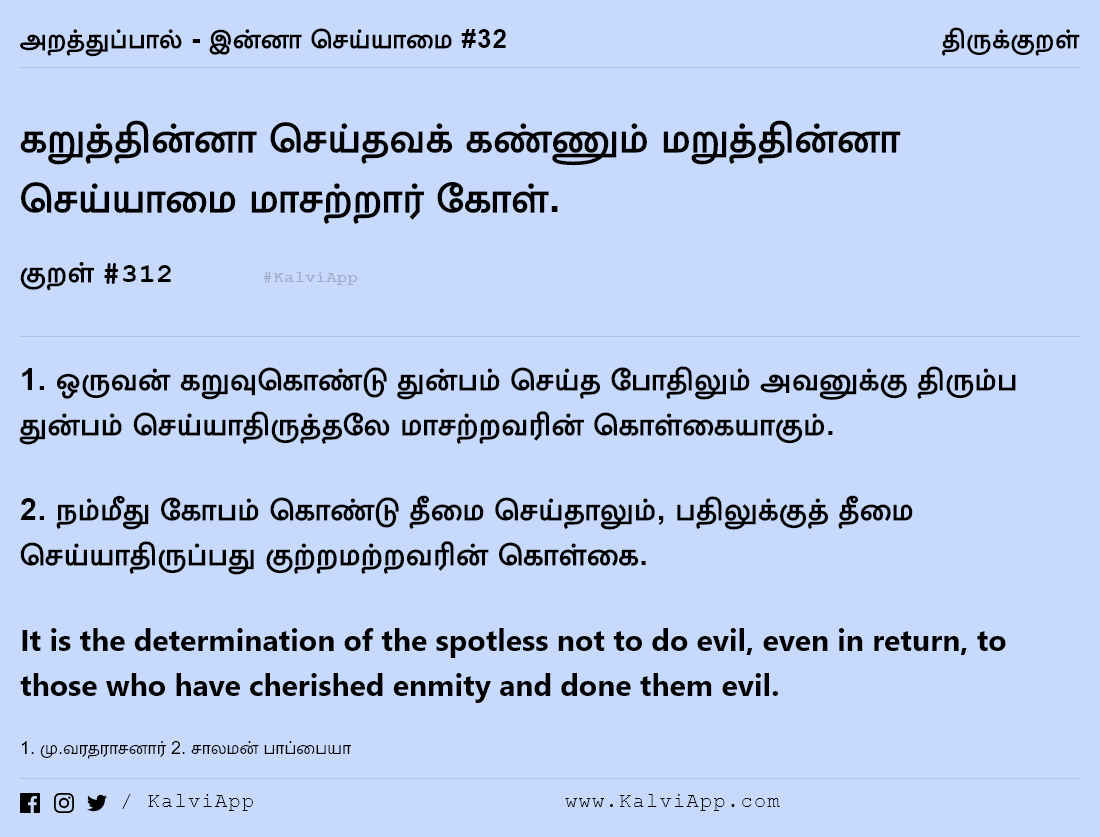 அறத்துப்பால் - இன்னா செய்யாமை #32
திருக்குறள்
கறுத்தின்னா செய்தவக் கண்ணும் மறுத்தின்னா
செய்யாமை மாசற்றார் கோள்.
குறள் #312
#KalviApp
1. ஒருவன் கறுவுகொண்டு துன்பம் செய்த போதிலும் அவனுக்கு திரும்ப
துன்பம் செய்யாதிருத்தலே மாசற்றவரின் கொள்கையாகும்.
2. நம்மீது கோபம் கொண்டு தீமை செய்தாலும், பதிலுக்குத் தீமை
செய்யாதிருப்பது குற்றமற்றவரின் கொள்கை.
It is the determination of the spotless not to do evil, even in return, to
those who have cherished enmity and done them evil.
1. மு.வரதராசனார் 2. சாலமன் பாப்பையா
/ KalviApp
www.KalviApp.com